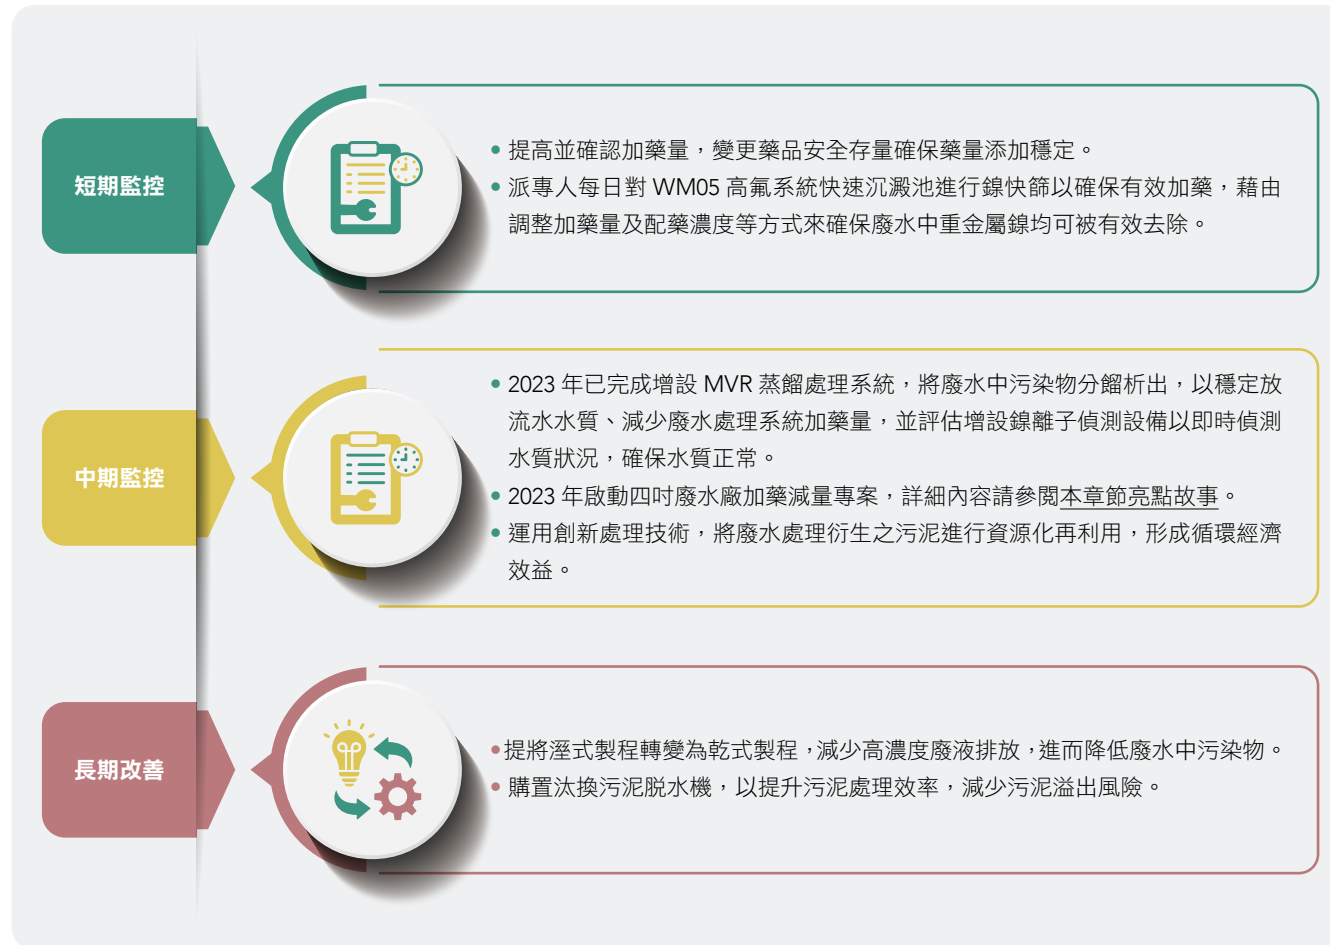 短期監控
• 提高並確認加藥量，變更藥品安全存量確保藥量添加穩定。
• 派專人每日對 WM05 高氟系統快速沉澱池進行鎳快篩以確保有效加藥，藉由
調整加藥量及配藥濃度等方式來確保廢水中重金屬鎳均可被有效去除。
中期監控
• 2023 年已完成增設 MVR 蒸餾處理系統，將廢水中污染物分餾析出，以穩定放
流水水質、減少廢水處理系統加藥量，並評估增設鎳離子偵測設備以即時偵測
水質狀況，確保水質正常。
• 2023 年啟動四吋廢水廠加藥減量專案，詳細內容請參閱本章節亮點故事。
• 運用創新處理技術，將廢水處理衍生之污泥進行資源化再利用，形成循環經濟
效益。
長期改善
• 提將溼式製程轉變為乾式製程，減少高濃度廢液排放，進而降低廢水中污染物。
• 購置汰換污泥脫水機，以提升污泥處理效率，減少污泥溢出風險。